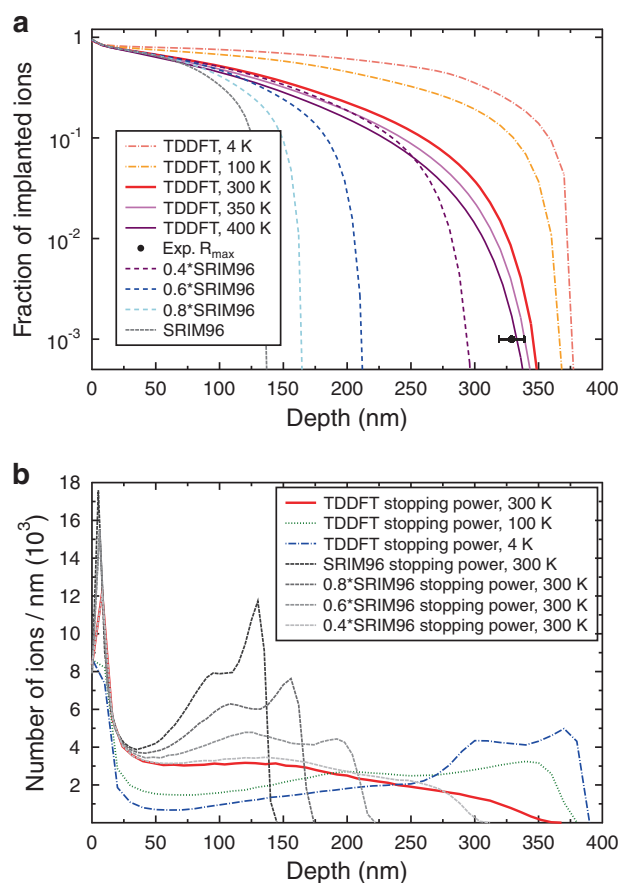 a
1
10⁻¹
10⁻²
10⁻³
Fraction of implanted ions
TDDFT, 4 K
TDDFT, 100 K
TDDFT, 300 K
TDDFT, 350 K
TDDFT, 400 K
Exp. Rmax
0.4*SRIM96
0.6*SRIM96
0.8*SRIM96
SRIM96
0 50 100 150 200 250 300 350 400
Depth (nm)
b
18
16
14
12
10
8
6
4
2
Number of ions / nm (10³)
TDDFT stopping power, 300 K
TDDFT stopping power, 100 K
TDDFT stopping power, 4 K
SRIM96 stopping power, 300 K
0.8*SRIM96 stopping power, 300 K
0.6*SRIM96 stopping power, 300 K
0.4*SRIM96 stopping power, 300 K
0 50 100 150 200 250 300 350 400
Depth (nm)